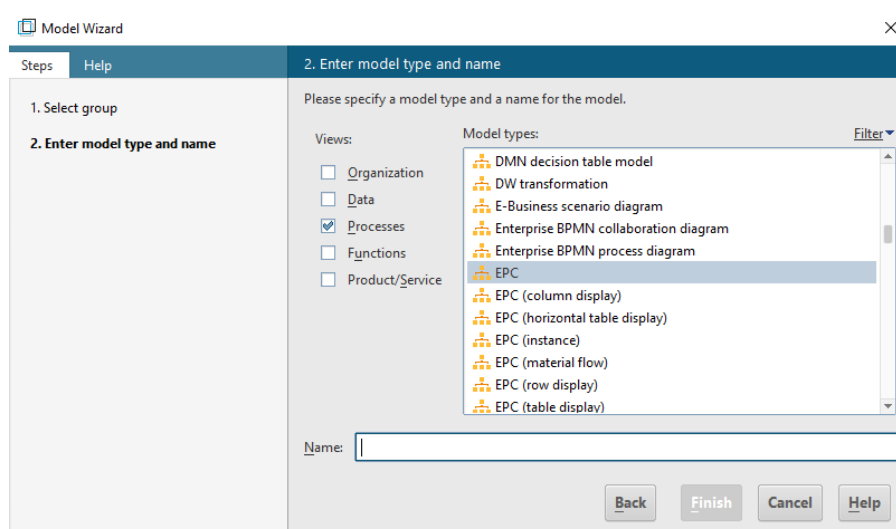 Model Wizard
Steps
Help
2. Enter model type and name
1. Select group
2. Enter model type and name
Please specify a model type and a name for the model.
Views:
Organization
Data
Processes
Functions
Product/Service
Model types:
Filter
DMN decision table model
DW transformation
E-Business scenario diagram
Enterprise BPMN collaboration diagram
Enterprise BPMN process diagram
EPC
EPC (column display)
EPC (horizontal table display)
EPC (instance)
EPC (material flow)
EPC (row display)
EPC (table display)
Name:
Back
Finish
Cancel
Help